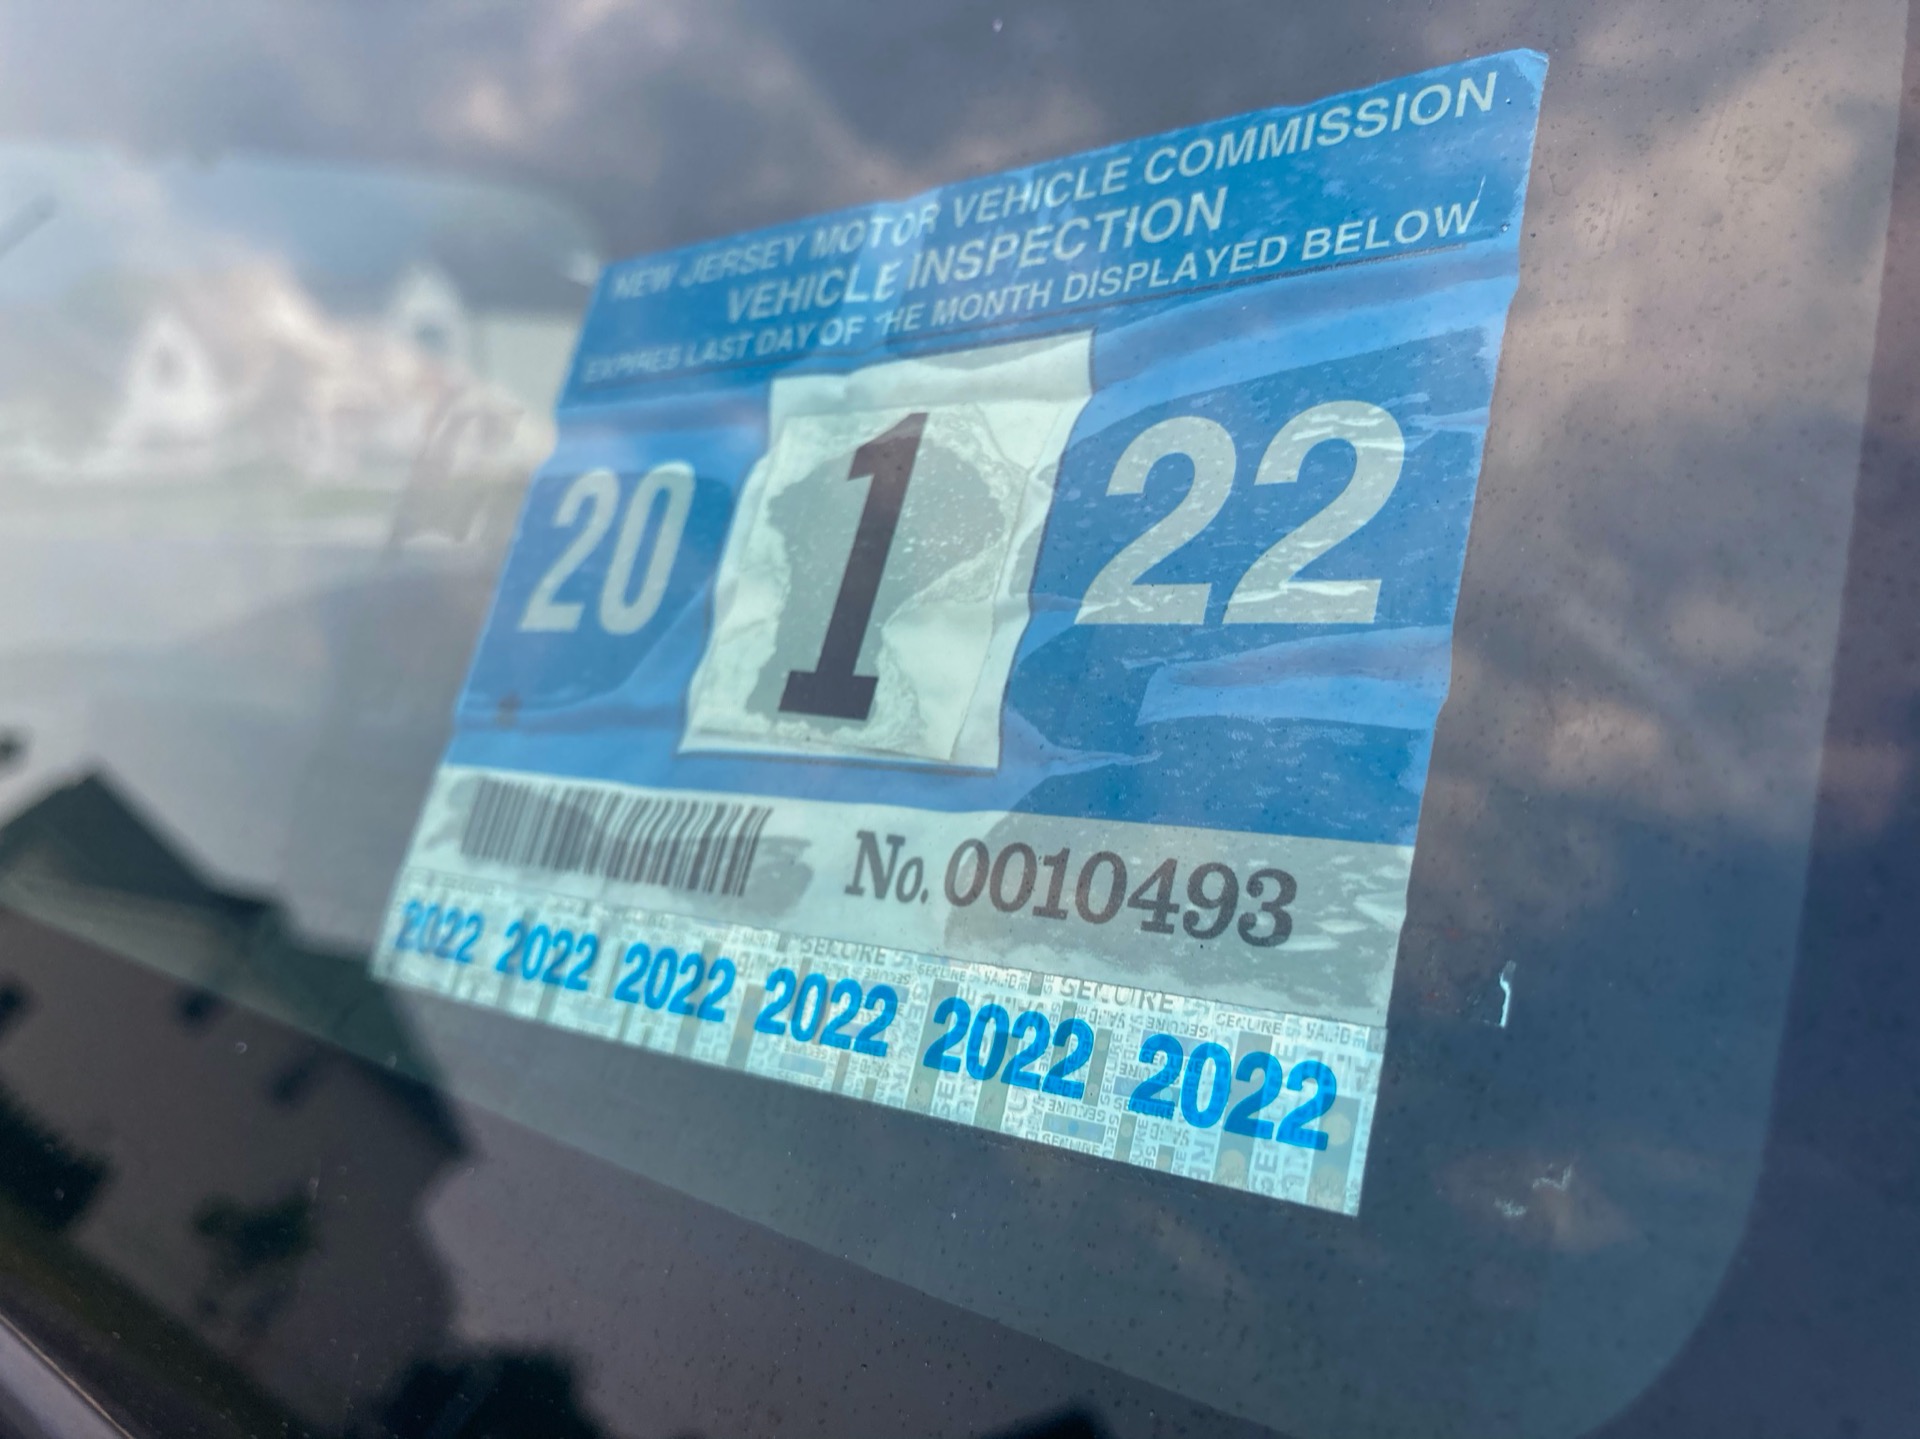 NEW JERSEY MOTOR VEHICLE COMMISSION
VEHICLE INSPECTION
EXPIRES LAST DAY OF THE MONTH DISPLAYED BELOW
20 1 22
No. 0010493
2022 2022 2022 2022 2022 2022